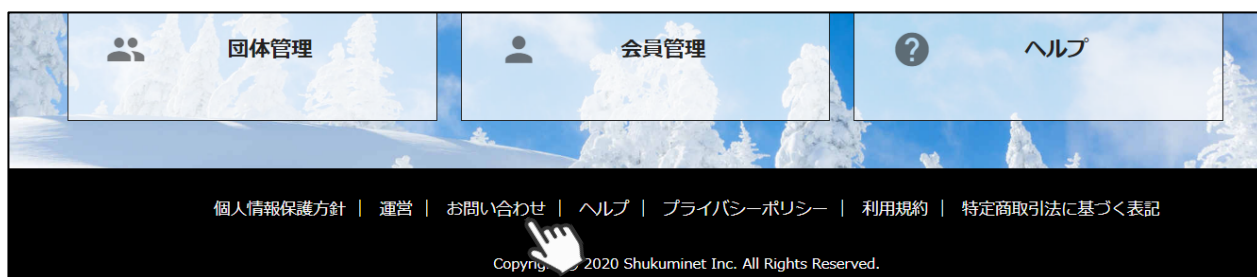 団体管理
会員管理
ヘルプ
個人情報保護方針 | 運営 | お問い合わせ | ヘルプ | プライバシーポリシー | 利用規約 | 特定商取引法に基づく表記
2020 Shukuminet Inc. All Rights Reserved.